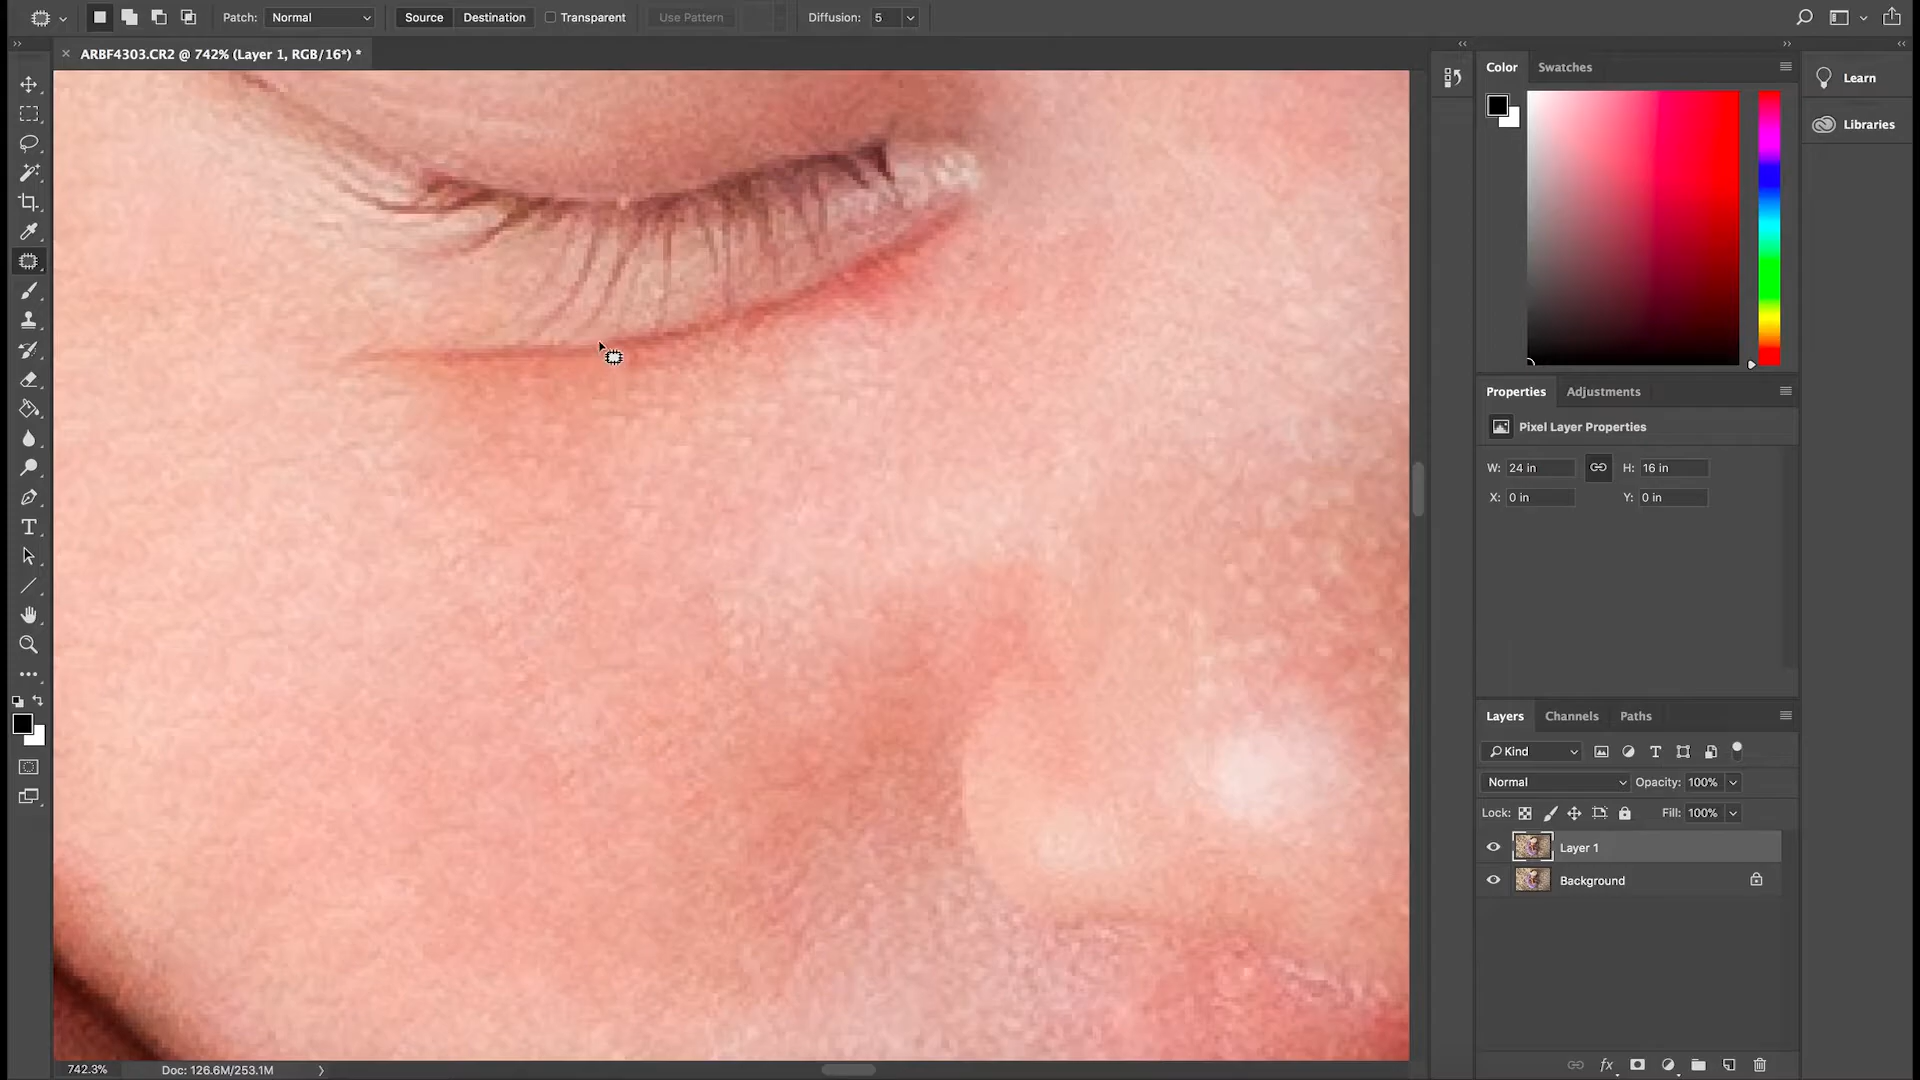 Patch: Normal Source Destination Transparent Use Pattern Diffusion: 5
× ARBF4303.CR2 @ 742% (Layer 1, RGB/16*) *
Color Swatches
Learn
Libraries
Properties Adjustments
Pixel Layer Properties
W: 24 in H: 16 in
X: 0 in Y: 0 in
Layers Channels Paths
Kind
Normal Opacity: 100%
Lock: Fill: 100%
Layer 1
Background
742.3% Doc: 126.6M/253.1M